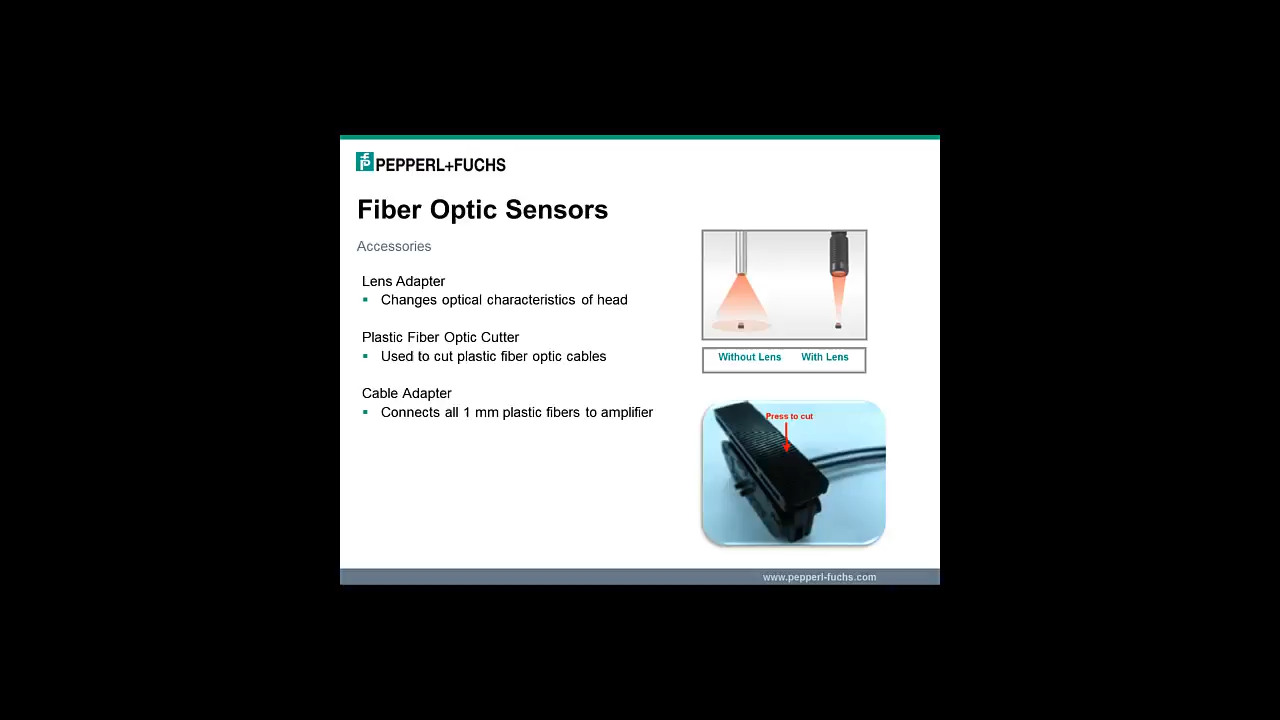 PEPPERL+FUCHS
Fiber Optic Sensors
Accessories
Lens Adapter
▪ Changes optical characteristics of head
Plastic Fiber Optic Cutter
▪ Used to cut plastic fiber optic cables
Cable Adapter
▪ Connects all 1 mm plastic fibers to amplifier
Without Lens With Lens
Press to cut
www.pepperl-fuchs.com